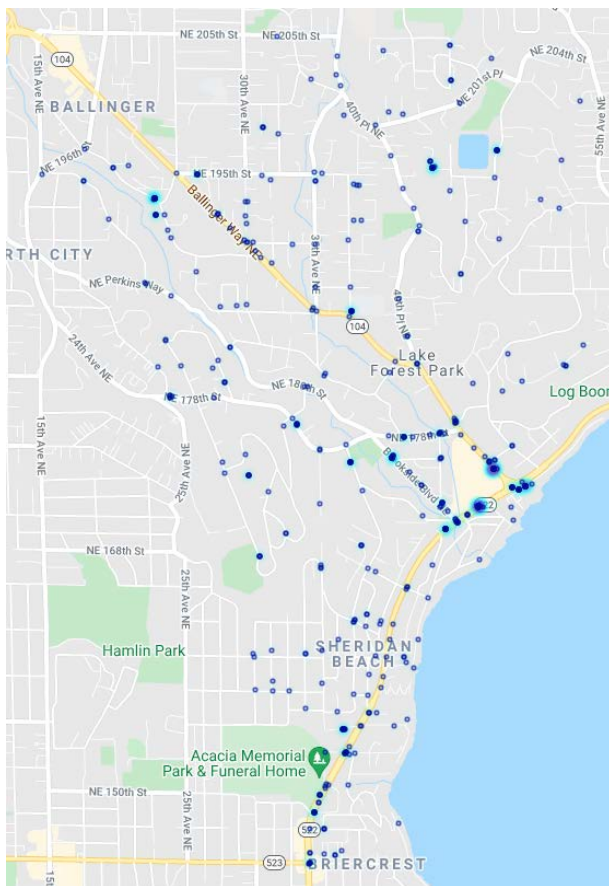 NE 205th St
NE 205th St
104
15th Ave NE
BALLINGER
30th Ave NE
40th Pl NE
NE 201st Pl
NE 204th St
55th Ave NE
NE 196th St
NE 195th St
Ballinger Way NE
35th Ave NE
RTH CITY
NE Perkins Way
40th Pl NE
104
24th Ave NE
Lake
Forest Park
NE 180th St
NE 178th St
Log Boom
NE 178th St
15th Ave NE
25th Ave NE
Brookside Blvd NE
522
NE 168th St
25th Ave NE
Hamlin Park
SHERIDAN
BEACH
Acacia Memorial
Park & Funeral Home
NE 150th St
25th Ave NE
522
523
BRIERCREST
15th